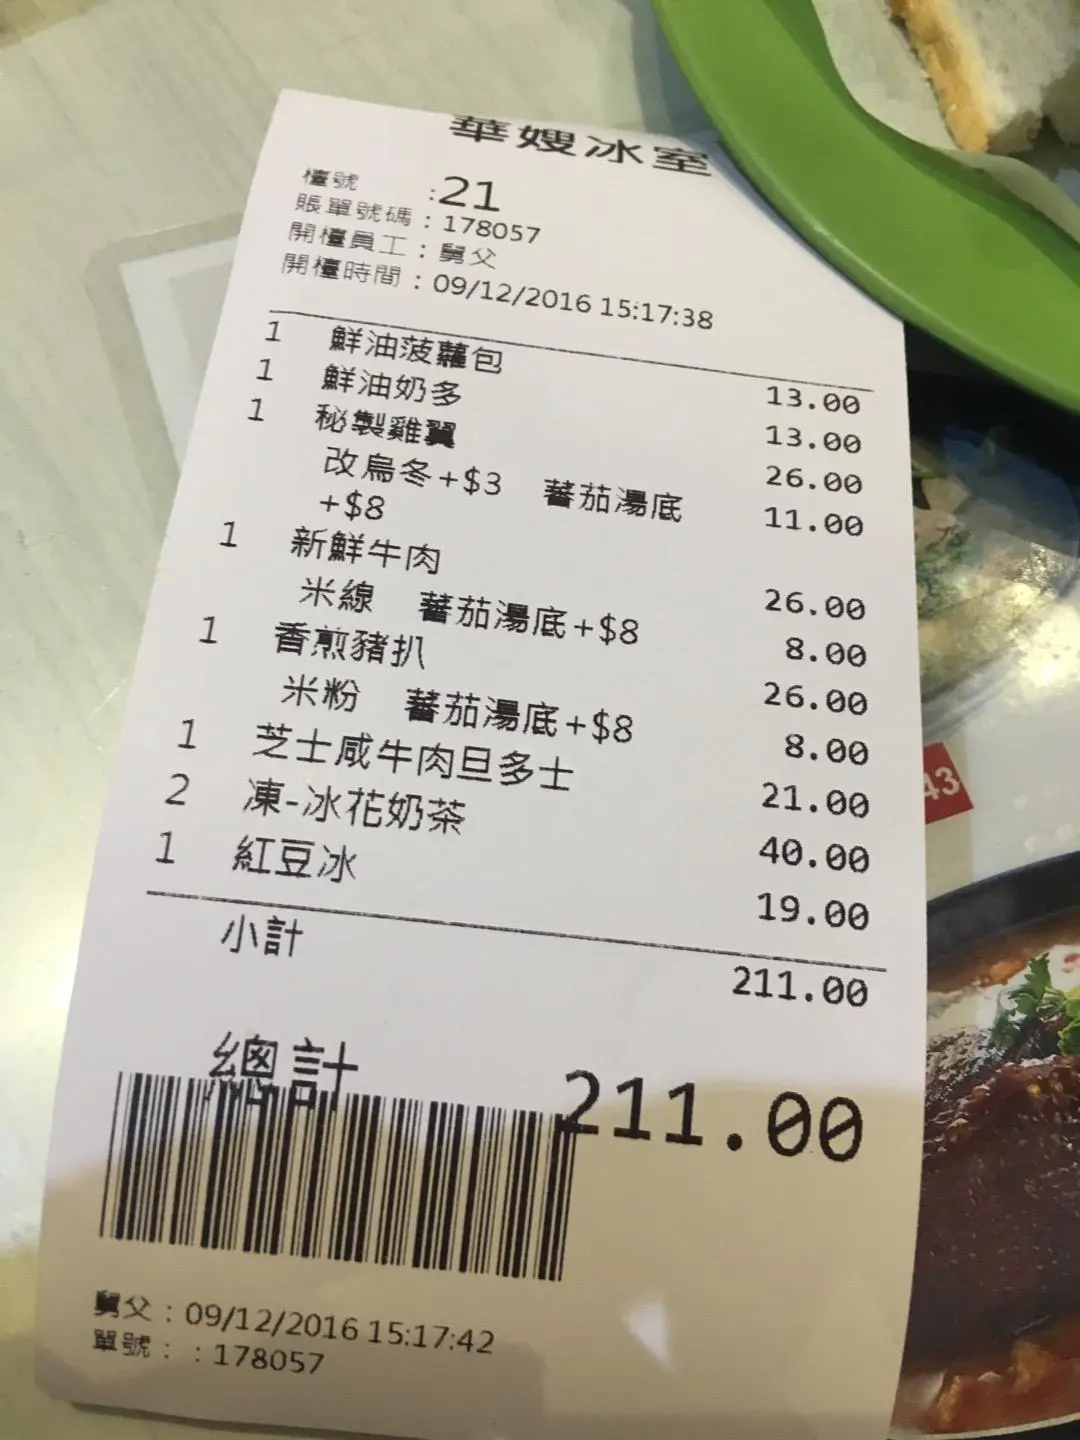 華嫂冰室
檯號 :21
賬單號碼 : 178057
開檯員工 : 舅父
開檯時間 : 09/12/2016 15:17:38
1 鮮油菠蘿包 13.00
1 鮮油奶多 13.00
1 秘製雞翼 26.00
改烏冬+$3 蕃茄湯底 11.00
+$8
1 新鮮牛肉 26.00
米線 蕃茄湯底+$8 8.00
1 香煎豬扒 26.00
米粉 蕃茄湯底+$8 8.00
1 芝士咸牛肉旦多士 21.00
2 凍-冰花奶茶 40.00
1 紅豆冰 19.00
小計 211.00
總計 211.00
舅父 : 09/12/2016 15:17:42
單號 : : 178057
43